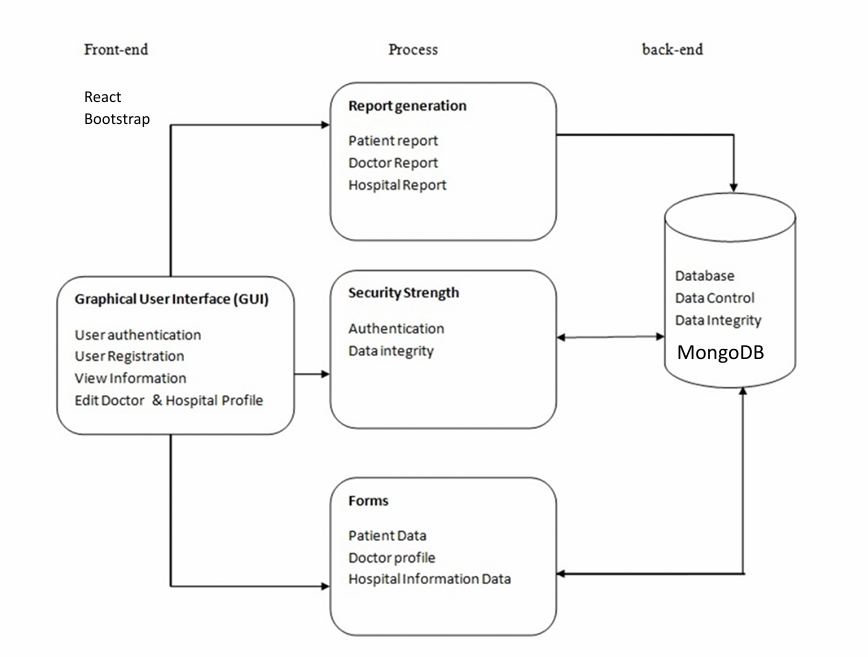 Front-end
Process
back-end
React
Bootstrap
Report generation
Patient report
Doctor Report
Hospital Report
Graphical User Interface (GUI)
User authentication
User Registration
View Information
Edit Doctor & Hospital Profile
Security Strength
Authentication
Data integrity
Database
Data Control
Data Integrity
MongoDB
Forms
Patient Data
Doctor profile
Hospital Information Data